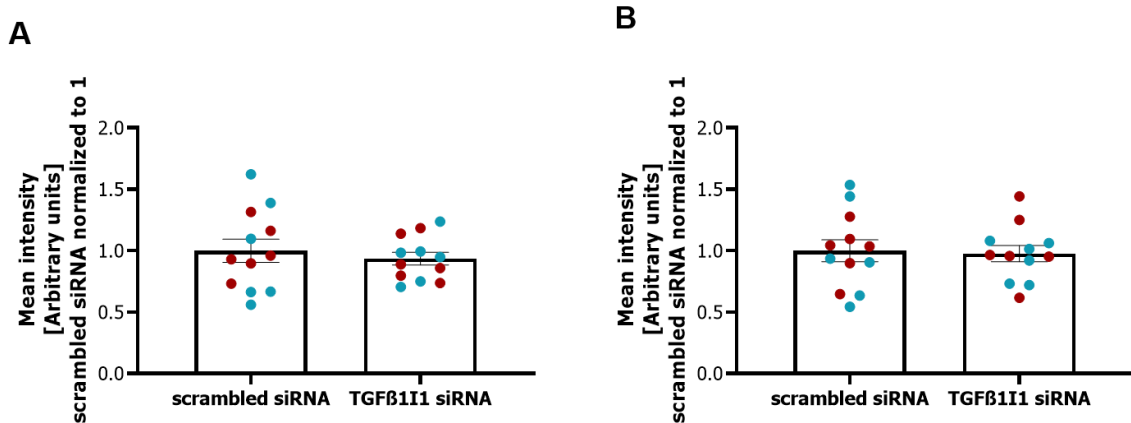 A
Mean intensity
[Arbitrary units]
scrambled siRNA normalized to 1
2.0
1.5
1.0
0.5
0.0
scrambled siRNA
TGFß1I1 siRNA
B
Mean intensity
[Arbitrary units]
scrambled siRNA normalized to 1
2.0
1.5
1.0
0.5
0.0
scrambled siRNA
TGFß1I1 siRNA